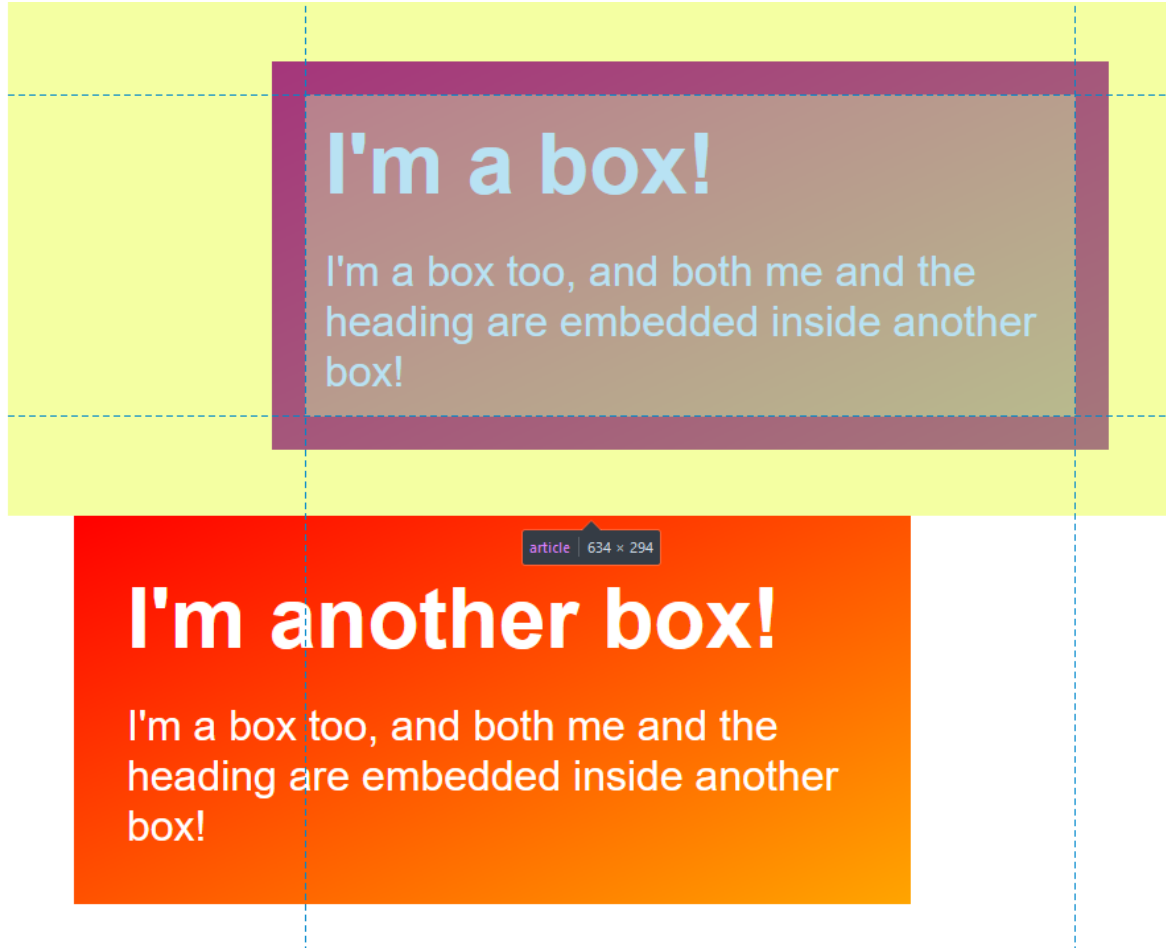 I'm a box!
I'm a box too, and both me and the
heading are embedded inside another
box!
article 634 × 294
I'm another box!
I'm a box too, and both me and the
heading are embedded inside another
box!